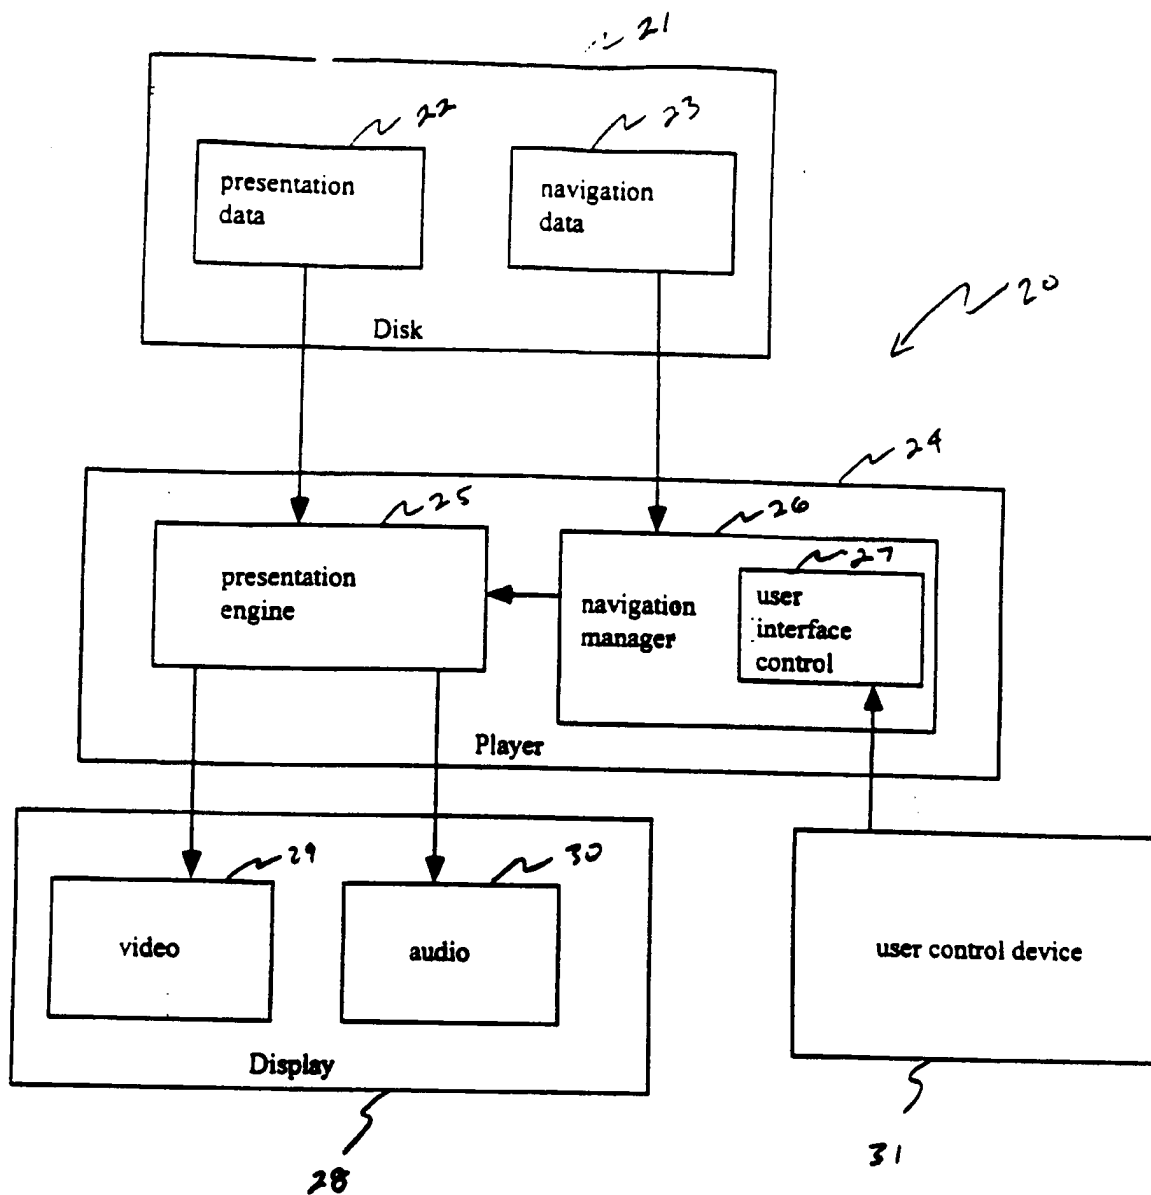 21
22
23
presentation
data
navigation
data
Disk
20
24
25
26
27
presentation
engine
navigation
manager
user
interface
control
Player
29
30
video
audio
user control device
Display
28
31